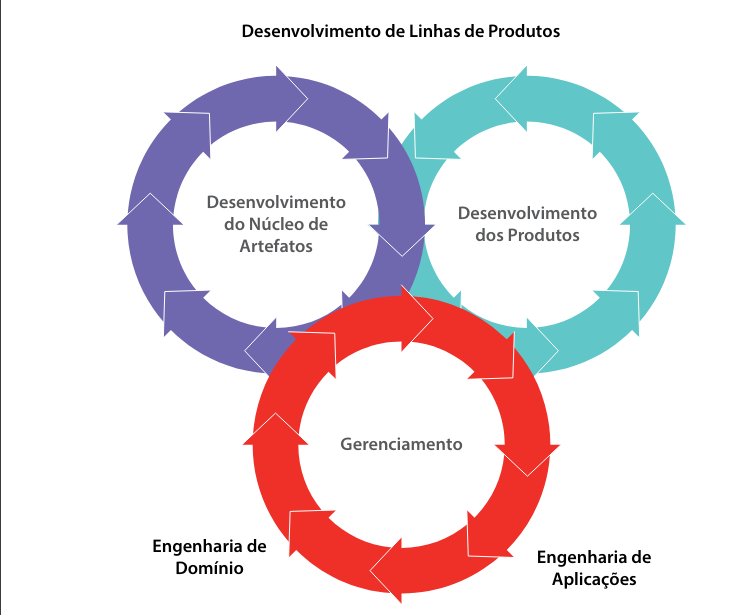 Desenvolvimento de Linhas de Produtos
Desenvolvimento
do Núcleo de
Artefatos
Desenvolvimento
dos Produtos
Gerenciamento
Engenharia de
Domínio
Engenharia de
Aplicações